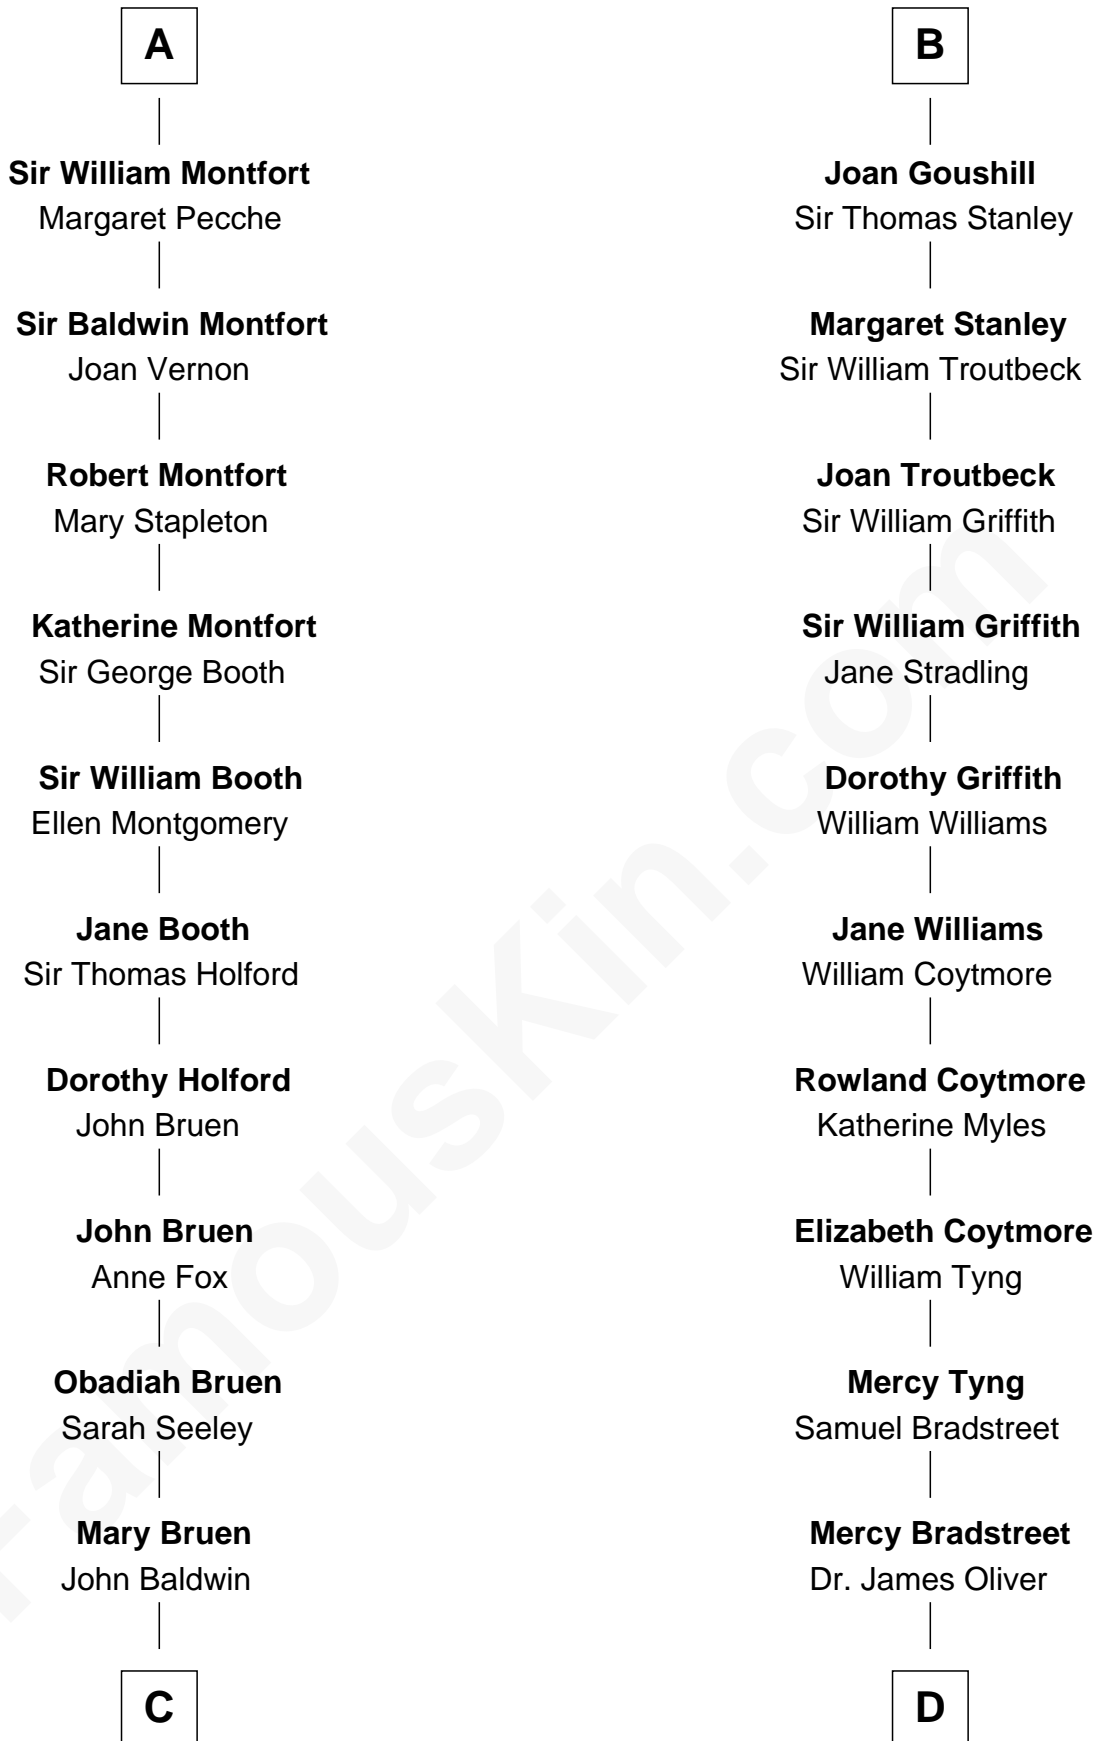 A
Sir William Montfort
Margaret Pecche
Sir Baldwin Montfort
Joan Vernon
Robert Montfort
Mary Stapleton
Katherine Montfort
Sir George Booth
Sir William Booth
Ellen Montgomery
Jane Booth
Sir Thomas Holford
Dorothy Holford
John Bruen
John Bruen
Anne Fox
Obadiah Bruen
Sarah Seeley
Mary Bruen
John Baldwin
C
B
Joan Goushill
Sir Thomas Stanley
Margaret Stanley
Sir William Troutbeck
Joan Troutbeck
Sir William Griffith
Sir William Griffith
Jane Stradling
Dorothy Griffith
William Williams
Jane Williams
William Coytmore
Rowland Coytmore
Katherine Myles
Elizabeth Coytmore
William Tyng
Mercy Tyng
Samuel Bradstreet
Mercy Bradstreet
Dr. James Oliver
D
FamousKin.com